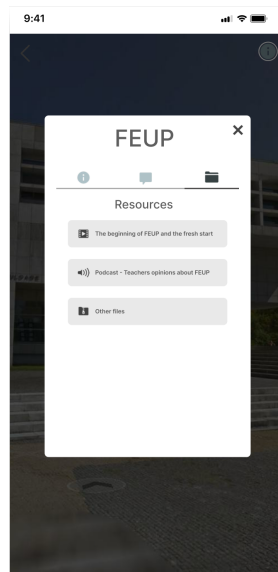 9:41
FEUP
Resources
The beginning of FEUP and the fresh start
Podcast - Teachers opinions about FEUP
Other files